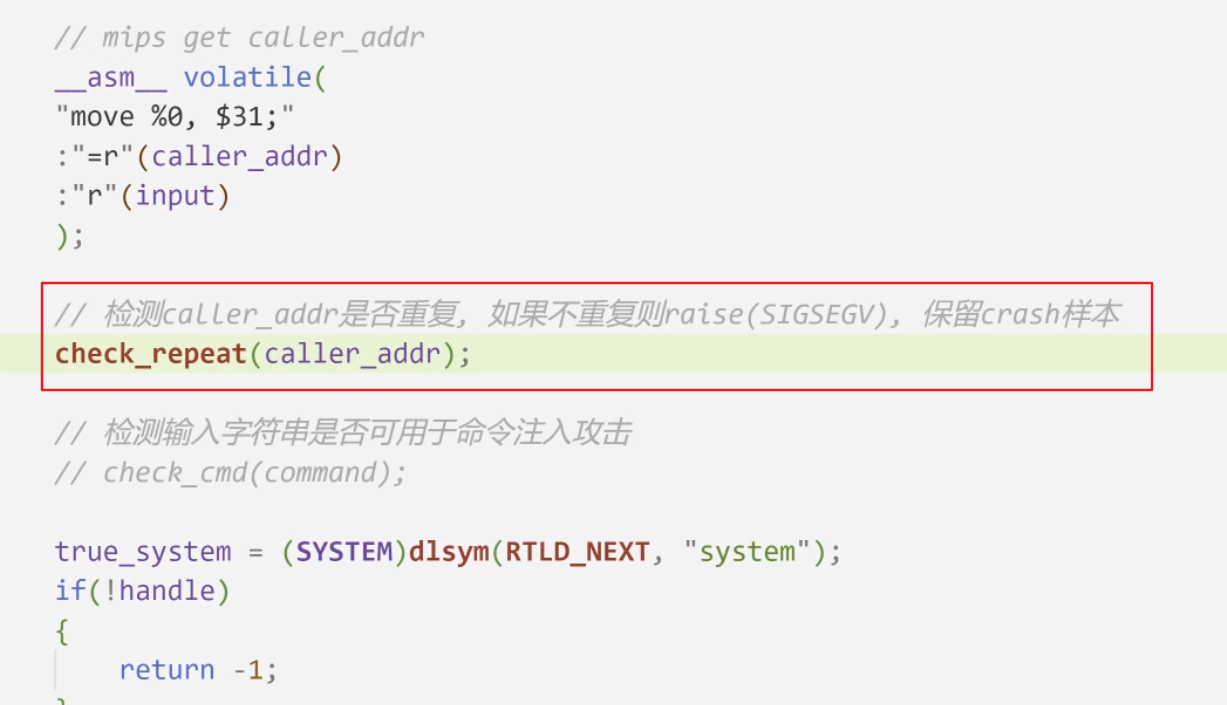 // mips get caller_addr
__asm__ volatile(
"move %0, $31;"
:"=r"(caller_addr)
:"r"(input)
);
// 检测caller_addr是否重复, 如果不重复则raise(SIGSEGV), 保留crash样本
check_repeat(caller_addr);
// 检测输入字符串是否可用于命令注入攻击
// check_cmd(command);
true_system = (SYSTEM)dlsym(RTLD_NEXT, "system");
if(!handle)
{
return -1;